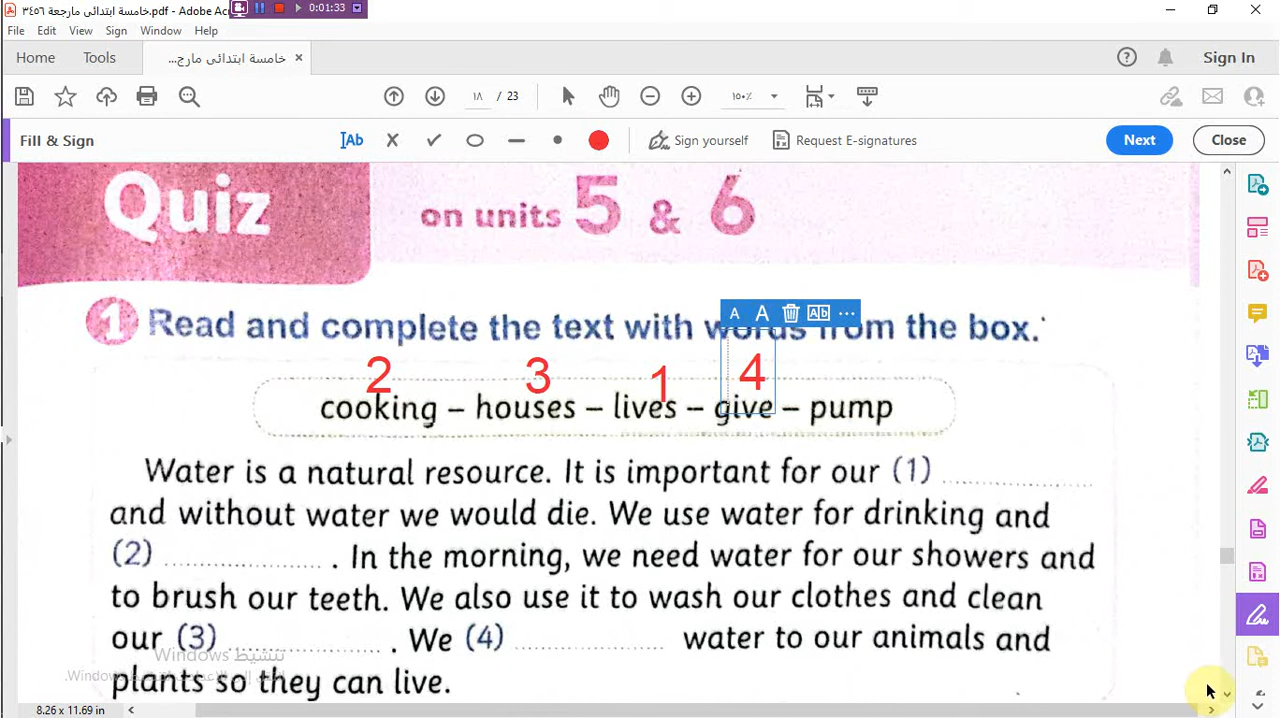 خامسة ابتدائى مارجعة ٣٤٥٦.pdf - Adobe Ac
0:01:33
File Edit View Sign Window Help
Home Tools خامسة ابتدائى مارج... × Sign In
١٨ / 23 ١٥٠٪
Fill & Sign Ab Sign yourself Request E-signatures Next Close
Quiz on units 5 & 6
A A Ab ...
1 Read and complete the text with words from the box.
2 3 1 4
cooking – houses – lives – give – pump
Water is a natural resource. It is important for our (1) ............
and without water we would die. We use water for drinking and
(2) ............ . In the morning, we need water for our showers and
to brush our teeth. We also use it to wash our clothes and clean
our (3) ............ . We (4) ............ water to our animals and
تنشيط Windows
plants so they can live.
8.26 x 11.69 in